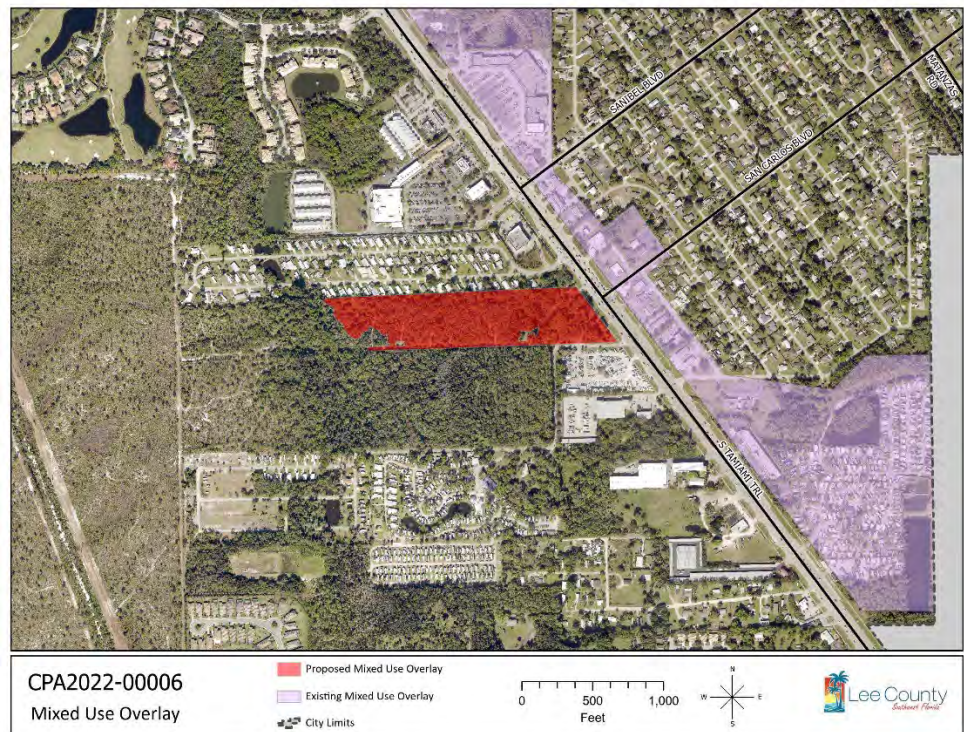 SANIBEL BLVD
MATANZAS
RD
SAN CARLOS BLVD
S TAMIAMI TRL
CPA2022-00006
Mixed Use Overlay
Proposed Mixed Use Overlay
Existing Mixed Use Overlay
City Limits
0 500 1,000
Feet
N
W E
S
Lee County
Southwest Florida